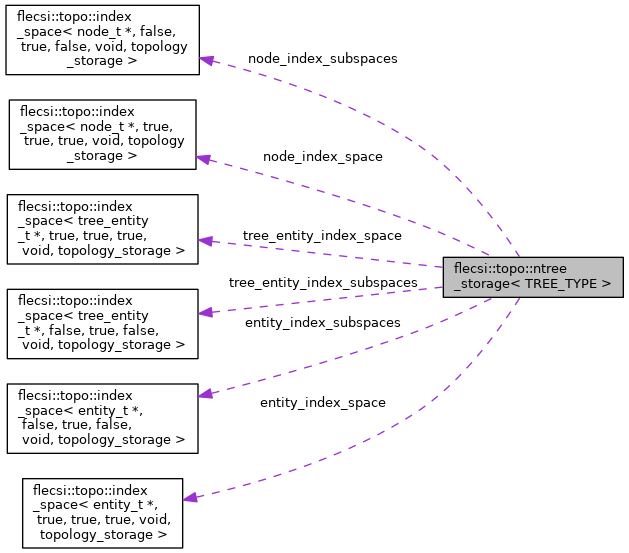 flecsi::topo::index
_space< node_t *, false,
true, false, void, topology
_storage >
node_index_subspaces
flecsi::topo::index
_space< node_t *, true,
true, true, void, topology
_storage >
node_index_space
flecsi::topo::index
_space< tree_entity
_t *, true, true, true,
void, topology_storage >
tree_entity_index_space
flecsi::topo::ntree
_storage< TREE_TYPE >
tree_entity_index_subspaces
flecsi::topo::index
_space< tree_entity
_t *, false, true, false,
void, topology_storage >
entity_index_subspaces
flecsi::topo::index
_space< entity_t *,
false, true, false,
void, topology_storage >
entity_index_space
flecsi::topo::index
_space< entity_t *,
true, true, true, void,
topology_storage >